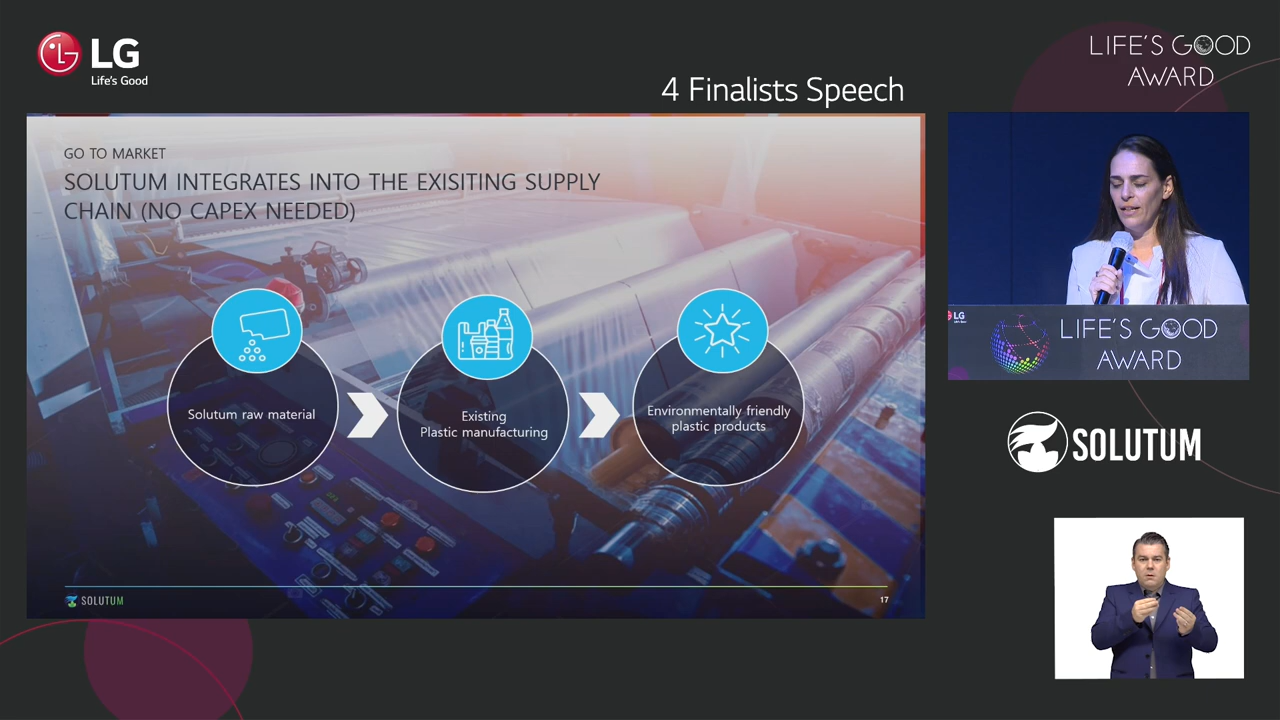 LG
Life's Good
LIFE'S GOOD
AWARD
4 Finalists Speech
GO TO MARKET
SOLUTUM INTEGRATES INTO THE EXISITING SUPPLY
CHAIN (NO CAPEX NEEDED)
Solutum raw material
Existing
Plastic manufacturing
Environmentally friendly
plastic products
SOLUTUM
17
LG
LIFE'S GOOD
AWARD
SOLUTUM